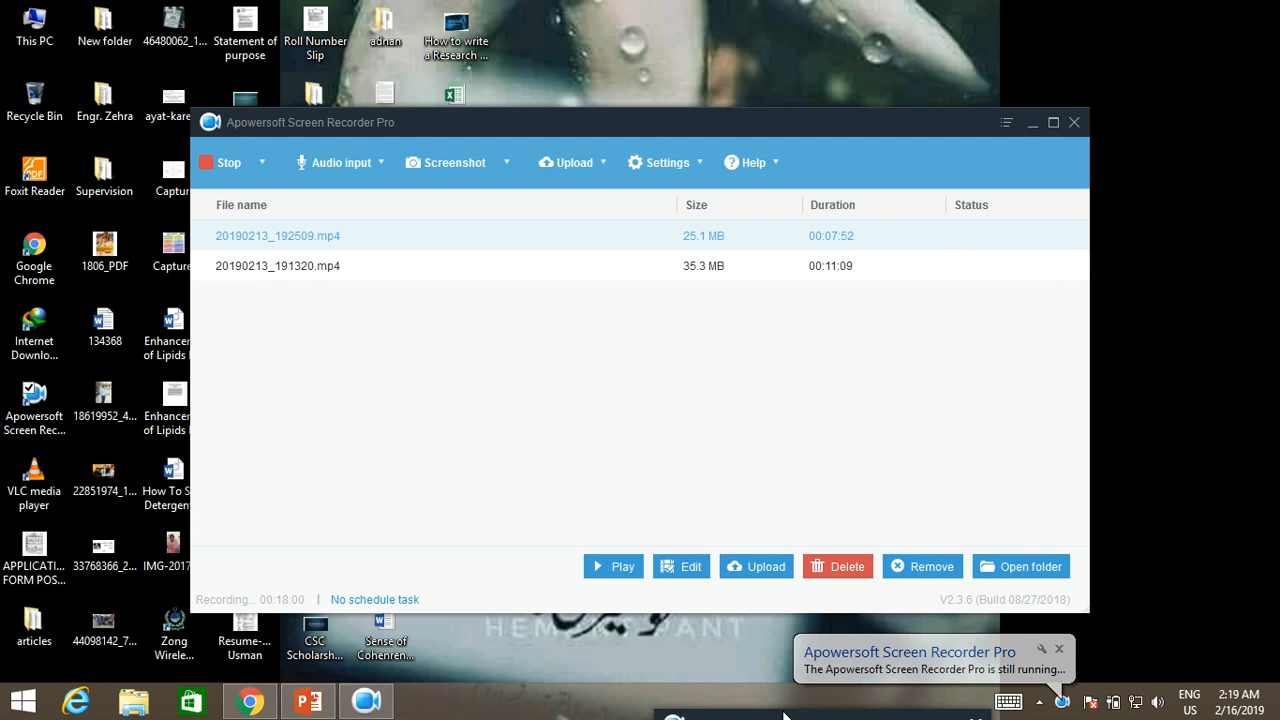 This PC
New folder
46480062_1...
Statement of
purpose
Roll Number
Slip
adnan
How to write
a Research ...
Recycle Bin
Engr. Zehra
ayat-kare
Apowersoft Screen Recorder Pro
Stop
Audio input
Screenshot
Upload
Settings
Help
Foxit Reader
Supervision
Captur
File name
Size
Duration
Status
20190213_192509.mp4
25.1 MB
00:07:52
Google
Chrome
1806_PDF
Capture
20190213_191320.mp4
35.3 MB
00:11:09
Internet
Downlo...
134368
Enhancer
of Lipids I
Apowersoft
Screen Rec...
18619952_4...
Enhancer
of Lipids I
VLC media
player
22851974_1...
How To S
Detergent
APPLICATI...
FORM POS...
33768366_2...
IMG-2017
Play
Edit
Upload
Delete
Remove
Open folder
Recording... 00:18:00
No schedule task
V2.3.6 (Build 08/27/2018)
articles
44098142_7...
Zong
Wirele...
Resume-...
Usman
CSC
Scholarsh...
Sense of
Cohenren...
Apowersoft Screen Recorder Pro
The Apowersoft Screen Recorder Pro is still running...
ENG
US
2:19 AM
2/16/2019